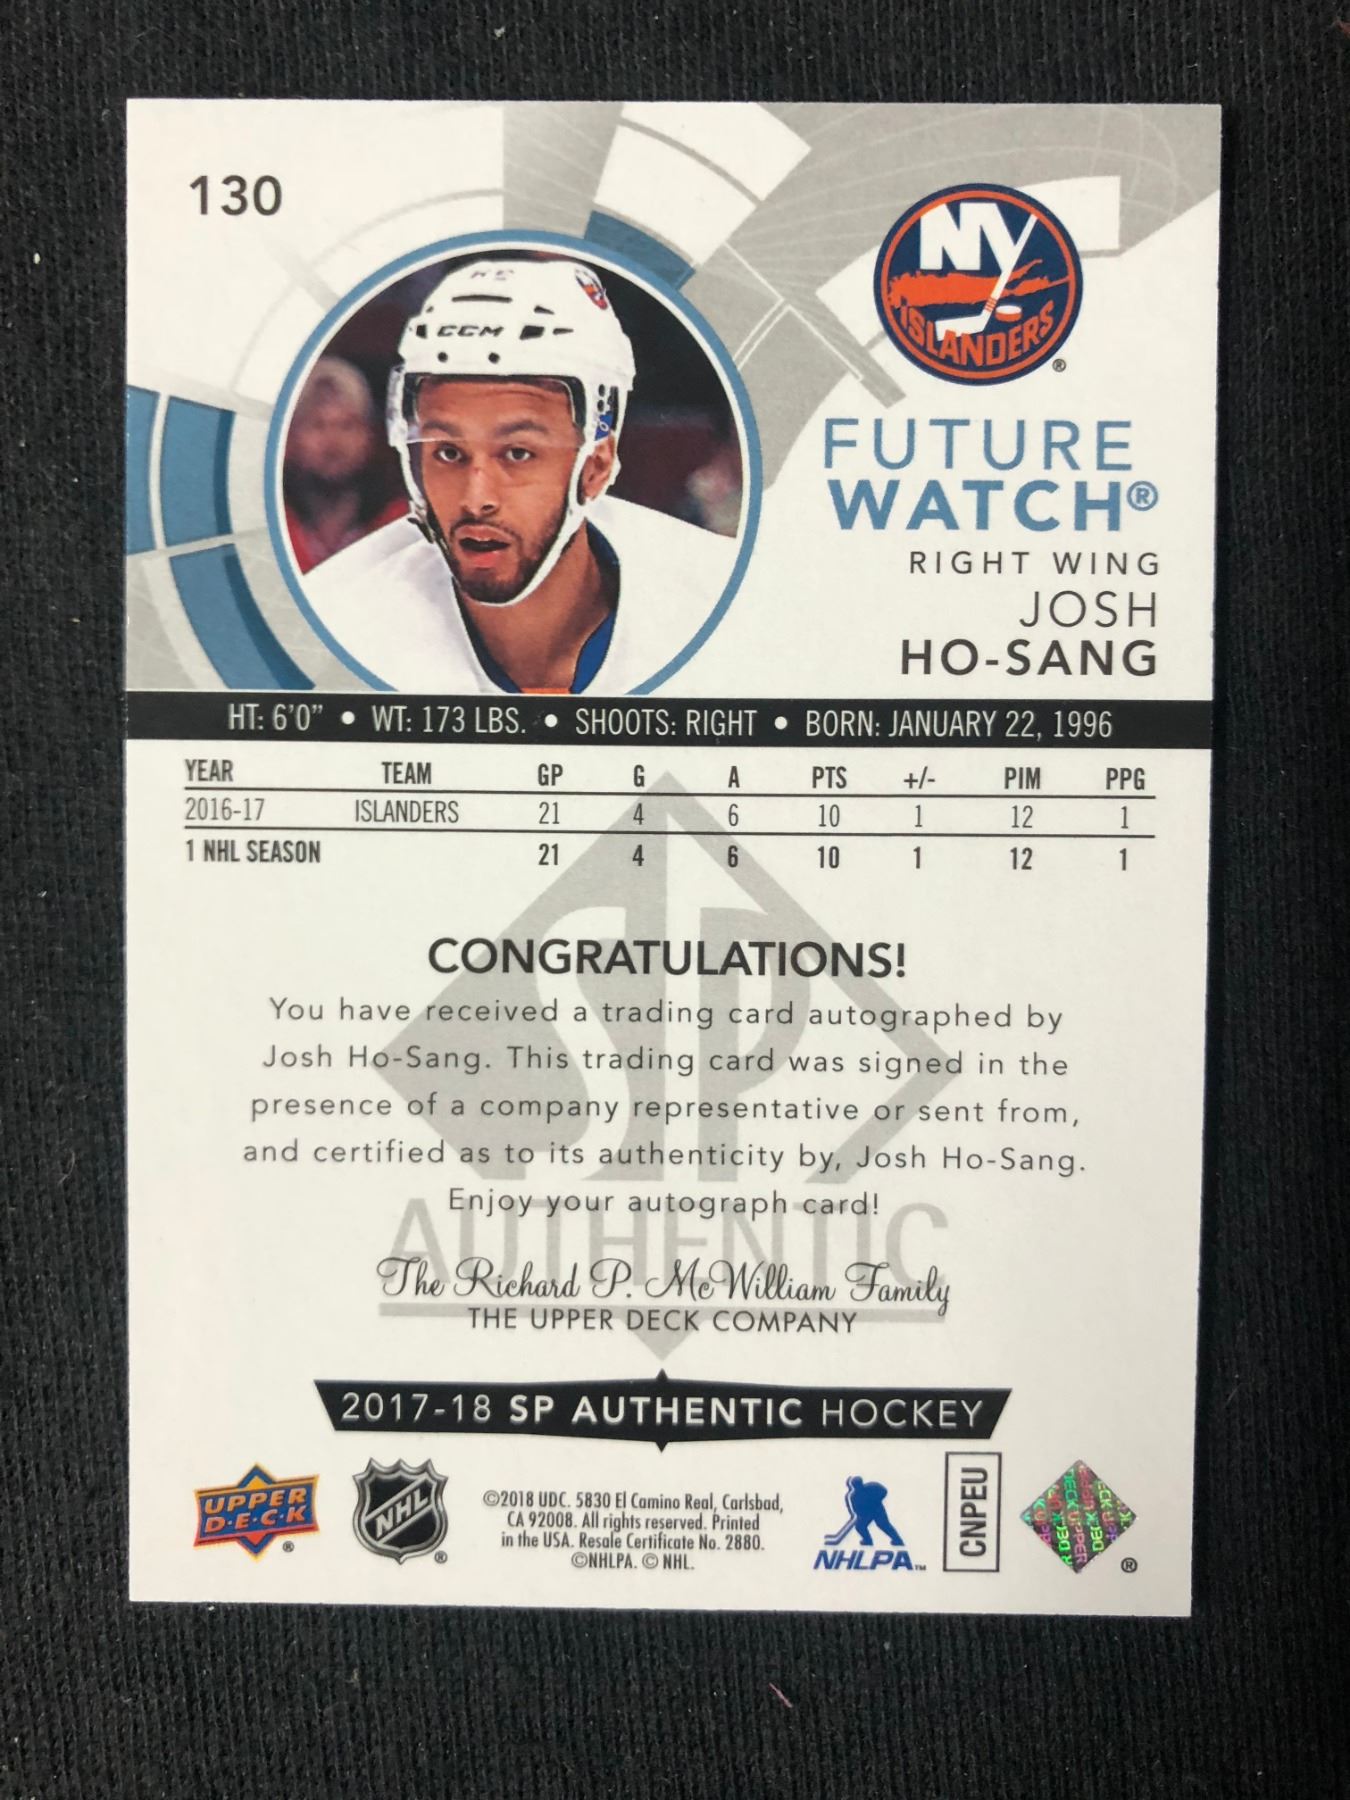 130
CCM
NY
ISLANDERS
®
FUTURE
WATCH®
RIGHT WING
JOSH
HO-SANG
HT: 6'0" • WT: 173 LBS. • SHOOTS: RIGHT • BORN: JANUARY 22, 1996
YEAR TEAM GP G A PTS +/- PIM PPG
2016-17 ISLANDERS 21 4 6 10 1 12 1
1 NHL SEASON 21 4 6 10 1 12 1
SP
AUTHENTIC
CONGRATULATIONS!
You have received a trading card autographed by
Josh Ho-Sang. This trading card was signed in the
presence of a company representative or sent from,
and certified as to its authenticity by, Josh Ho-Sang.
Enjoy your autograph card!
The Richard P. McWilliam Family
THE UPPER DECK COMPANY
2017-18 SP AUTHENTIC HOCKEY
UPPER
D·E·C·K
®
NHL
®
©2018 UDC. 5830 El Camino Real, Carlsbad,
CA 92008. All rights reserved. Printed
in the USA. Resale Certificate No. 2880.
©NHLPA. © NHL.
NHLPA™
CNPEU
®